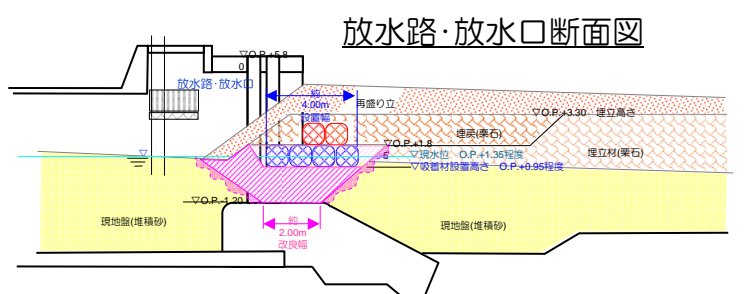 放水路・放水口断面図
▽O.P.+5.8
0
放水路・放水口
約
4.00m
設置幅
再盛り立
▽O.P.+3.30 埋立高さ
埋戻(栗石)
▽O.P.+1.8
埋立材(栗石)
▽現水位 O.P.+1.35程度
▽吸着材設置高さ O.P.+0.95程度
▽O.P.-1.20
約
2.00m
改良幅
現地盤(堆積砂)
現地盤(堆積砂)